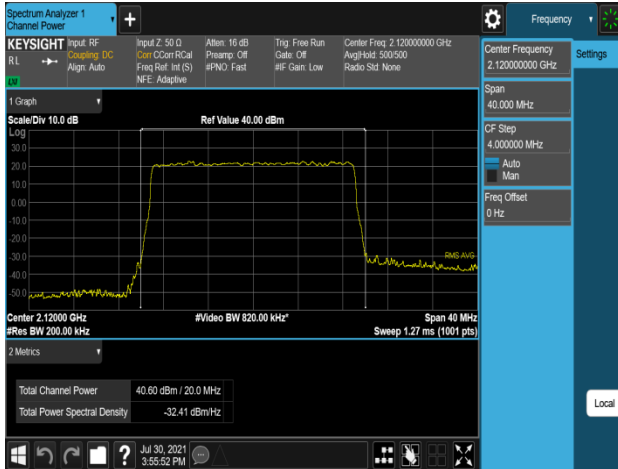 Spectrum Analyzer 1
Channel Power
+
Frequency
KEYSIGHT Input: RF Input Z: 50 Ω Atten: 16 dB Trig: Free Run Center Freq: 2.120000000 GHz
RL Coupling: DC Corr CCorr RCal Preamp: Off Gate: Off Avg|Hold: 500/500
Align: Auto Freq Ref: Int (S) #PNO: Fast #IF Gain: Low Radio Std: None
NFE: Adaptive
Center Frequency
2.120000000 GHz
Settings
Span
40.000 MHz
CF Step
4.000000 MHz
Auto
Man
Freq Offset
0 Hz
1 Graph
Scale/Div 10.0 dB Ref Value 40.00 dBm
Log
30.0
20.0
10.0
0.00
-10.0
-20.0
-30.0
RMS AVG
-40.0
-50.0
Center 2.12000 GHz #Video BW 820.00 kHz* Span 40 MHz
#Res BW 200.00 kHz Sweep 1.27 ms (1001 pts)
2 Metrics
Total Channel Power 40.60 dBm / 20.0 MHz
Total Power Spectral Density -32.41 dBm/Hz
Local
? Jul 30, 2021
3:55:52 PM